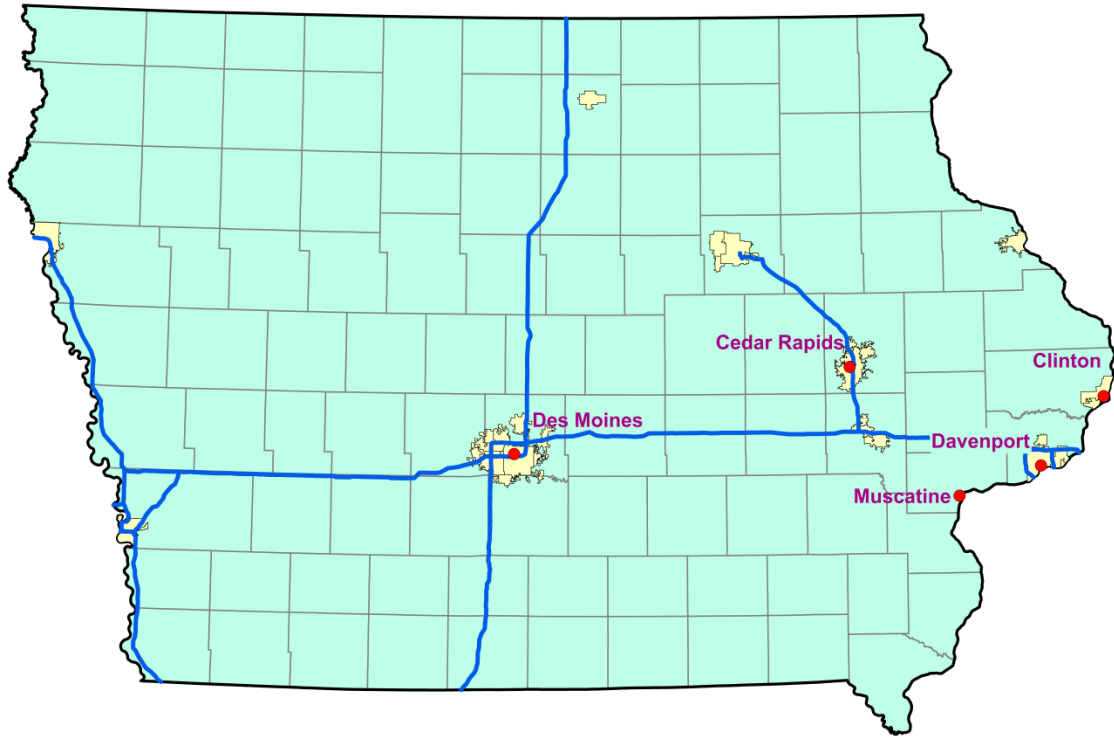 Cedar Rapids
Clinton
Des Moines
Davenport
Muscatine